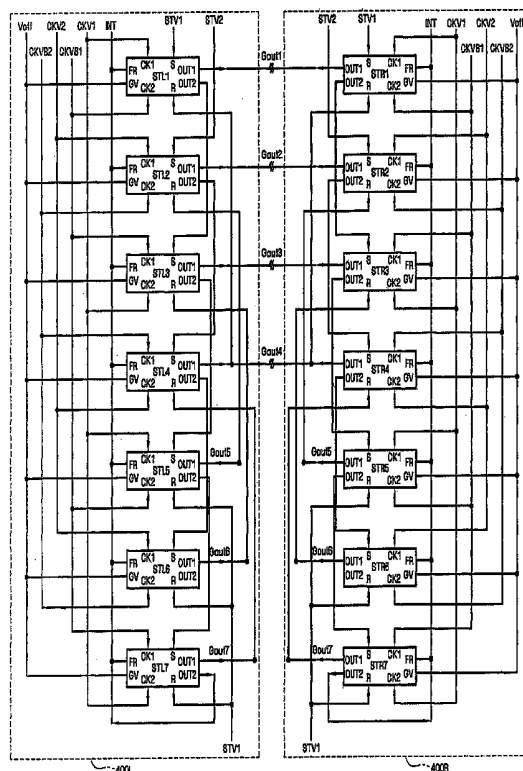 Voff CKVB2 CKV2 CKVB1 CKV1 INT STV1 STV2 STV2 STV1 INT CKV1 CKVB1 CKV2 CKVB2 Voff
CK1 S OUT1 FR STL1 GV OUT2 CK2 R Gout1 S CK1 OUT1 FR STR1 OUT2 GV R CK2
CK1 S OUT1 FR STL2 GV OUT2 CK2 R Gout2 S CK1 OUT1 FR STR2 OUT2 GV R CK2
CK1 S OUT1 FR STL3 GV OUT2 CK2 R Gout3 S CK1 OUT1 FR STR3 OUT2 GV R CK2
CK1 S OUT1 FR STL4 GV OUT2 CK2 R Gout4 S CK1 OUT1 FR STR4 OUT2 GV R CK2
CK1 S OUT1 FR STL5 GV OUT2 CK2 R Gout5 Gout5 S CK1 OUT1 FR STR5 OUT2 GV R CK2
CK1 S OUT1 FR STL6 GV OUT2 CK2 R Gout6 Gout6 S CK1 OUT1 FR STR6 OUT2 GV R CK2
CK1 S OUT1 FR STL7 GV OUT2 CK2 R Gout7 Gout7 S CK1 OUT1 FR STR7 OUT2 GV R CK2
STV1 STV1
400L 400R